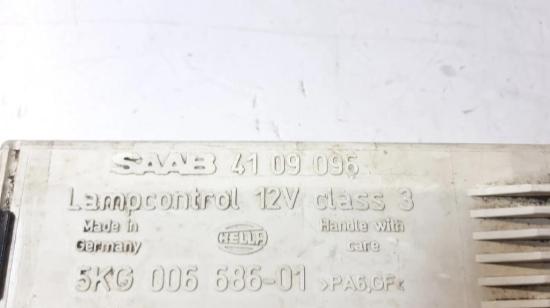 SAAB 41 09 096
Lampcontrol 12V class 3
Made in Germany
HELLA
Handle with care
5KG 006 686-01 >PA6,GF<